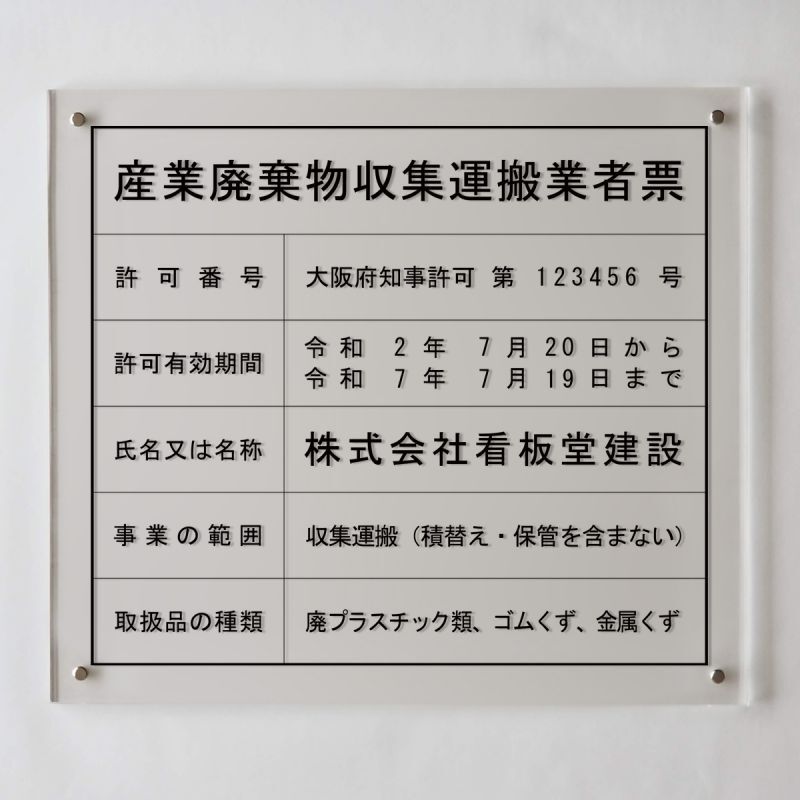 産業廃棄物収集運搬業者票
許可番号 大阪府知事許可 第 123456 号
許可有効期間 令和 2 年 7 月 20 日から
令和 7 年 7 月 19 日まで
氏名又は名称 株式会社看板堂建設
事業の範囲 収集運搬（積替え・保管を含まない）
取扱品の種類 廃プラスチック類、ゴムくず、金属くず